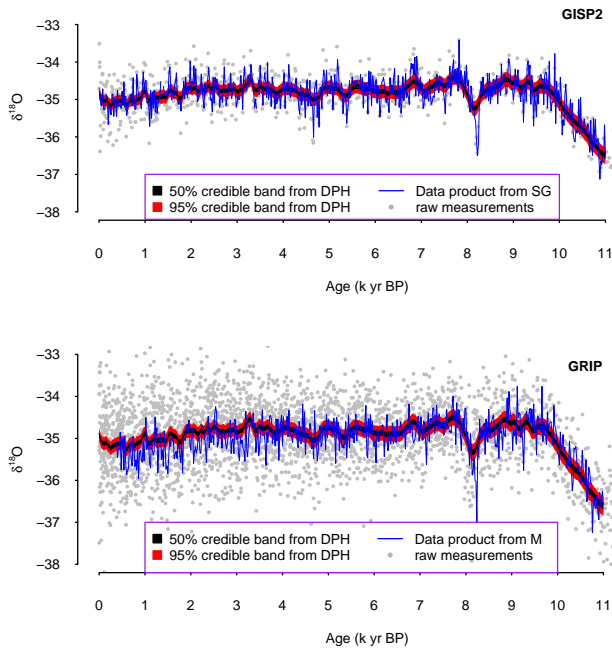 GISP2
−33
−34
−35
−36
−37
−38
δ18O
50% credible band from DPH
Data product from SG
95% credible band from DPH
raw measurements
0 1 2 3 4 5 6 7 8 9 10 11
Age (k yr BP)
GRIP
−33
−34
−35
−36
−37
−38
δ18O
50% credible band from DPH
Data product from M
95% credible band from DPH
raw measurements
0 1 2 3 4 5 6 7 8 9 10 11
Age (k yr BP)